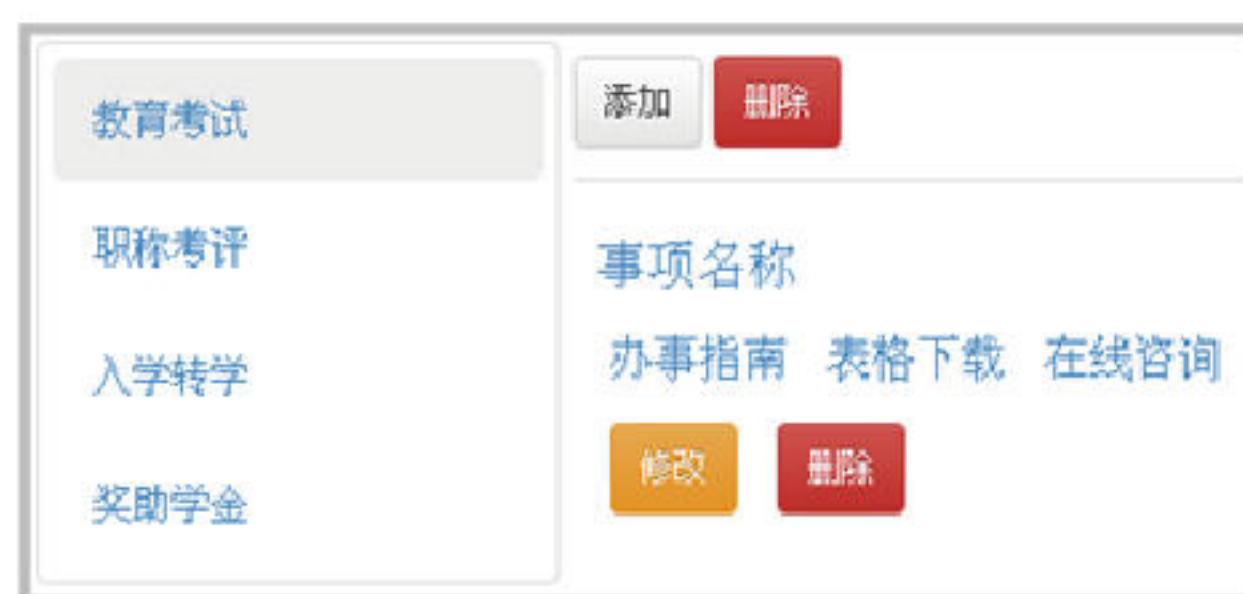 教育考试
职称考评
入学转学
奖助学金
添加 删除
事项名称
办事指南 表格下载 在线咨询
修改 删除